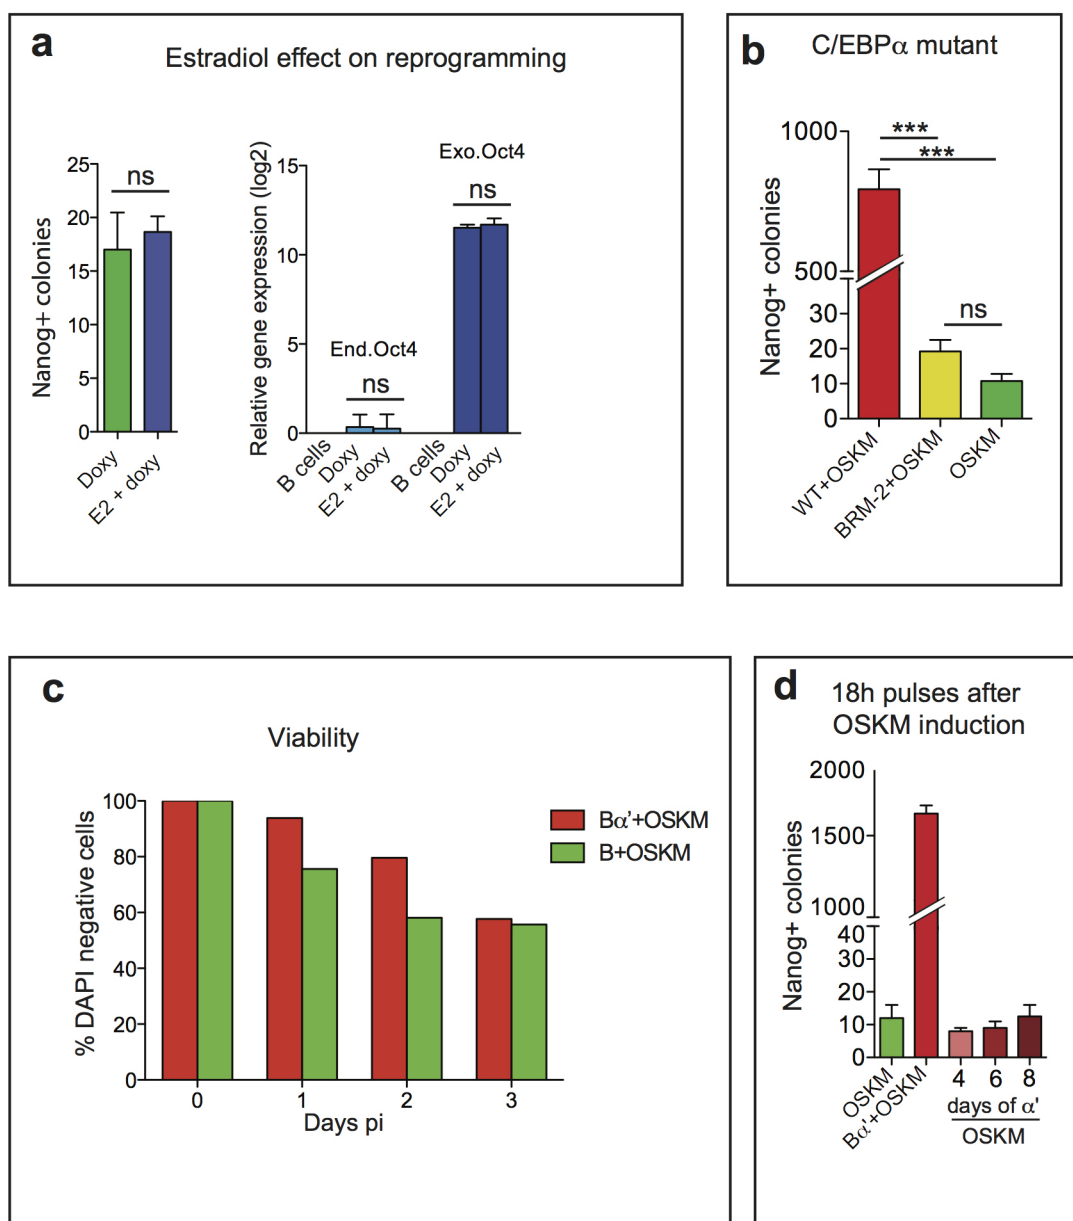 a
Estradiol effect on reprogramming
Nanog+ colonies
25
20
15
10
5
0
ns
Doxy
E2 + doxy
Relative gene expression (log2)
15
10
5
0
End.Oct4
ns
Exo.Oct4
ns
B cells
Doxy
E2 + doxy
B cells
Doxy
E2 + doxy
b
C/EBPα mutant
Nanog+ colonies
1000
500
30
20
10
0
***
***
ns
WT+OSKM
BRM-2+OSKM
OSKM
c
Viability
% DAPI negative cells
100
80
60
40
20
0
0
1
2
3
Days pi
Bα'+OSKM
B+OSKM
d
18h pulses after
OSKM induction
Nanog+ colonies
2000
1500
1000
40
30
20
10
0
OSKM
Bα'+OSKM
4 6 8
days of α'
OSKM